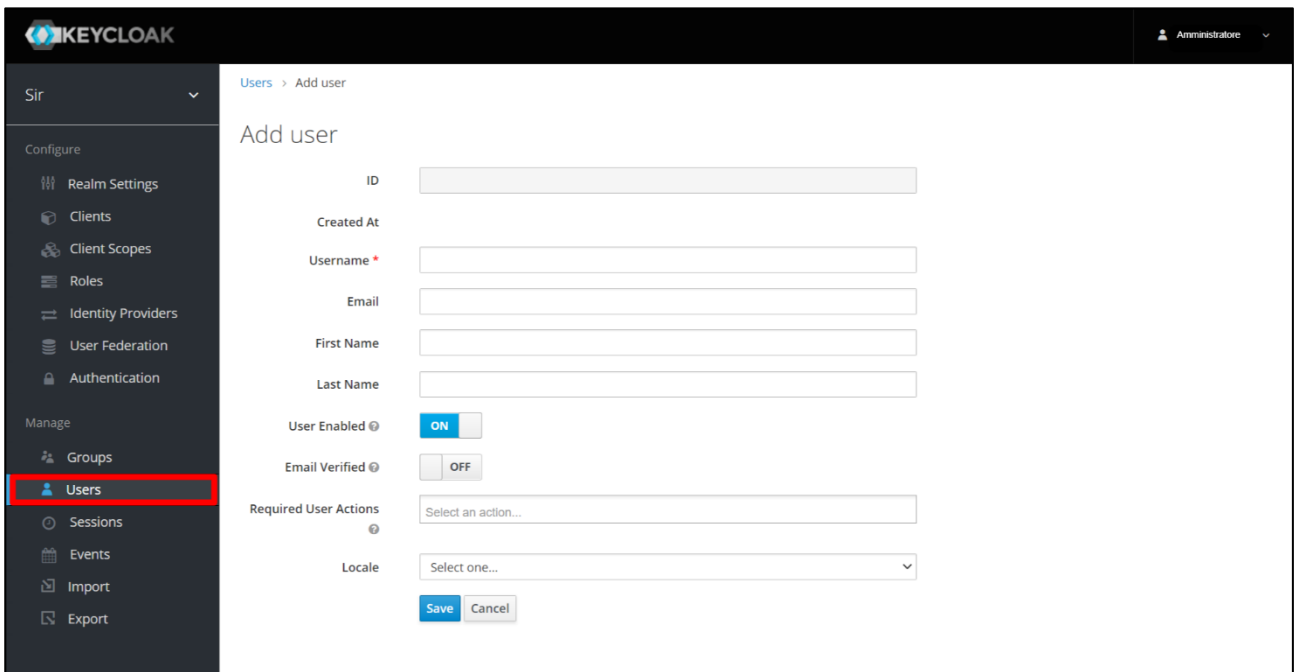 KEYCLOAK
Amministratore
Sir
Users > Add user
Add user
Configure
Realm Settings
Clients
Client Scopes
Roles
Identity Providers
User Federation
Authentication
Manage
Groups
Users
Sessions
Events
Import
Export
ID
Created At
Username *
Email
First Name
Last Name
User Enabled
ON
Email Verified
OFF
Required User Actions
Select an action...
Locale
Select one...
Save Cancel